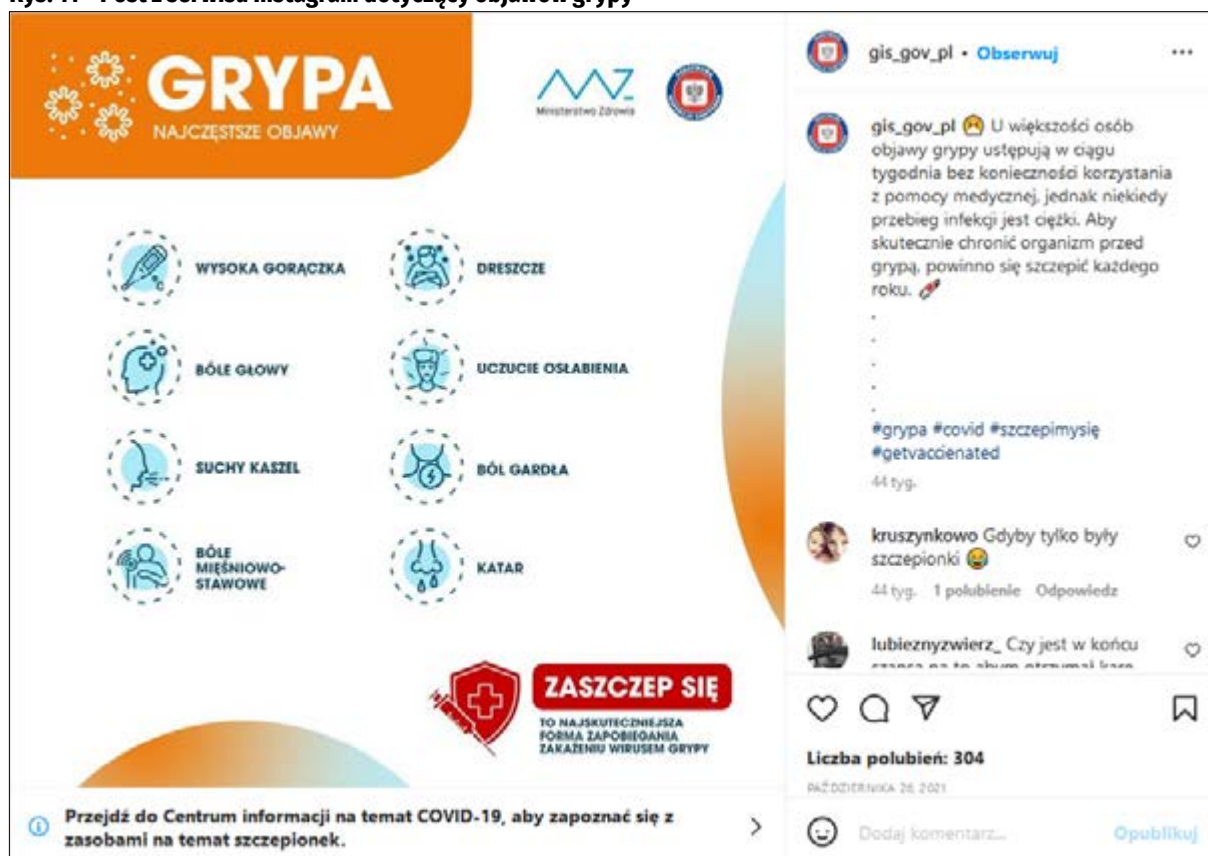 GRYPA
NAJCZĘSTSZE OBJAWY
Ministerstwo Zdrowia
WYSOKA GORĄCZKA
DRESZCZE
BÓLE GŁOWY
UCZUCIE OSŁABIENIA
SUCHY KASZEL
BÓL GARDŁA
BÓLE
MIĘŚNIOWO-
STAWOWE
KATAR
ZASZCZEP SIĘ
TO NAJSKUTECZNIEJSZA
FORMA ZAPOBIEGANIA
ZAKAŻENIU WIRUSEM GRYPY
Przejdź do Centrum informacji na temat COVID-19, aby zapoznać się z
zasobami na temat szczepionek.
gis_gov_pl • Obserwuj
gis_gov_pl U większości osób
objawy grypy ustępują w ciągu
tygodnia bez konieczności korzystania
z pomocy medycznej, jednak niekiedy
przebieg infekcji jest ciężki. Aby
skutecznie chronić organizm przed
grypą, powinno się szczepić każdego
roku.
.
.
.
.
.
#grypa #covid #szczepimysię
#getvaccienated
44 tyg.
kruszynkowo Gdyby tylko były
szczepionki
44 tyg. 1 polubienie Odpowiedz
lubieznyzwierz_ Czy jest w końcu
Liczba polubień: 304
PAŹDZIERNIKA 26, 2021
Dodaj komentarz...
Opublikuj